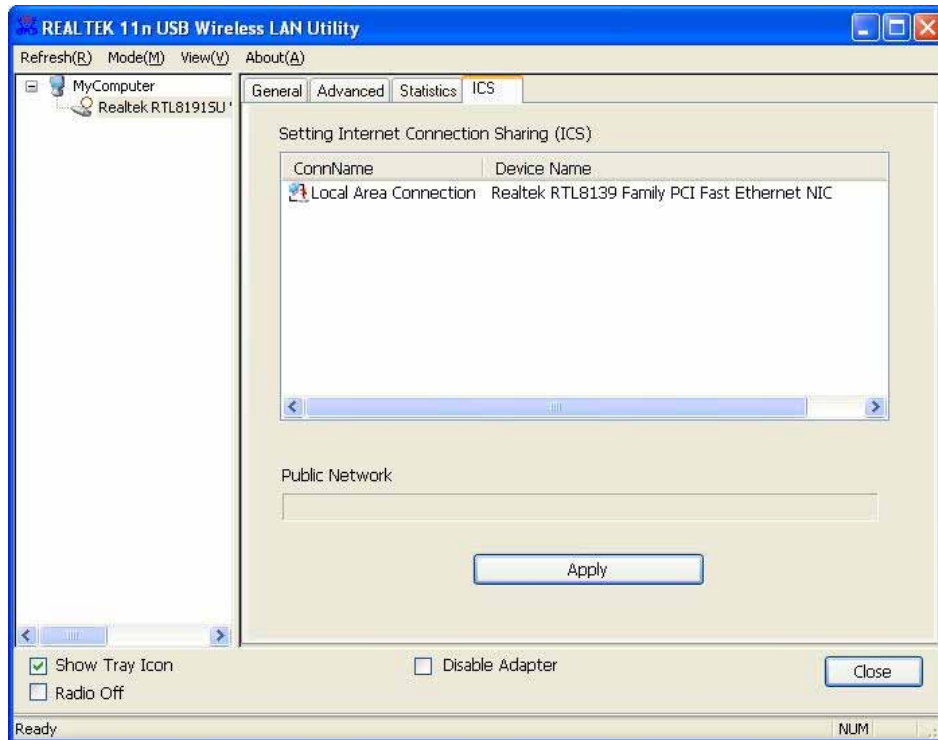 REALTEK 11n USB Wireless LAN Utility
Refresh(R) Mode(M) View(V) About(A)
MyComputer
Realtek RTL8191SU
General Advanced Statistics ICS
Setting Internet Connection Sharing (ICS)
ConnName Device Name
Local Area Connection Realtek RTL8139 Family PCI Fast Ethernet NIC
Public Network
Apply
Show Tray Icon
Disable Adapter
Close
Radio Off
Ready
NUM